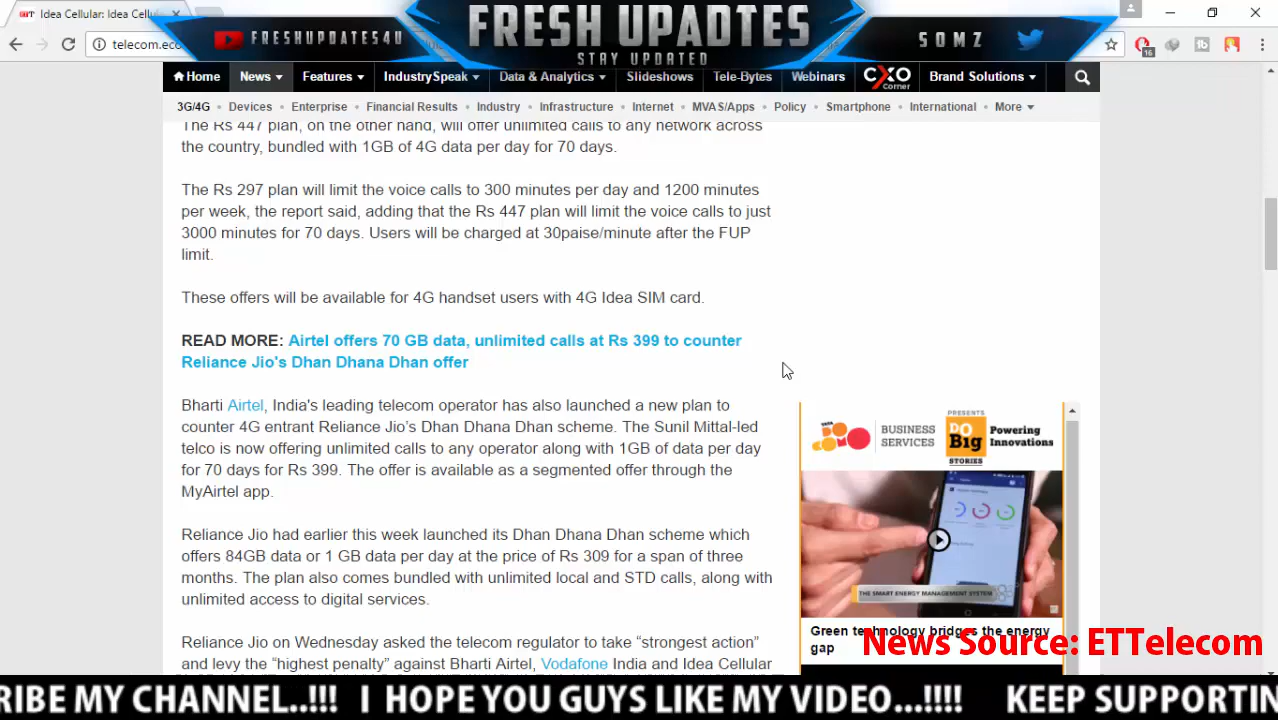 Idea Cellular: Idea Cellul
FRESH UPADTES
STAY UPDATED
FRESHUPDATES4U
SOMZ
telecom.eco
16
Home News Features IndustrySpeak Data & Analytics Slideshows Tele-Bytes Webinars CXO Corner Brand Solutions
3G/4G • Devices • Enterprise • Financial Results • Industry • Infrastructure • Internet • MVAS/Apps • Policy • Smartphone • International • More
The Rs 447 plan, on the other hand, will offer unlimited calls to any network across
the country, bundled with 1GB of 4G data per day for 70 days.
The Rs 297 plan will limit the voice calls to 300 minutes per day and 1200 minutes
per week, the report said, adding that the Rs 447 plan will limit the voice calls to just
3000 minutes for 70 days. Users will be charged at 30paise/minute after the FUP
limit.
These offers will be available for 4G handset users with 4G Idea SIM card.
READ MORE: Airtel offers 70 GB data, unlimited calls at Rs 399 to counter
Reliance Jio's Dhan Dhana Dhan offer
Bharti Airtel, India's leading telecom operator has also launched a new plan to
counter 4G entrant Reliance Jio's Dhan Dhana Dhan scheme. The Sunil Mittal-led
telco is now offering unlimited calls to any operator along with 1GB of data per day
for 70 days for Rs 399. The offer is available as a segmented offer through the
MyAirtel app.
Reliance Jio had earlier this week launched its Dhan Dhana Dhan scheme which
offers 84GB data or 1 GB data per day at the price of Rs 309 for a span of three
months. The plan also comes bundled with unlimited local and STD calls, along with
unlimited access to digital services.
Reliance Jio on Wednesday asked the telecom regulator to take “strongest action”
and levy the “highest penalty” against Bharti Airtel, Vodafone India and Idea Cellular
BUSINESS
SERVICES
PRESENTS
DO
Big
STORIES
Powering
Innovations
THE SMART ENERGY MANAGEMENT SYSTEM
Green technology bridges the energy
gap
News Source: ETTelecom
RIBE MY CHANNEL..!!! I HOPE YOU GUYS LIKE MY VIDEO...!!!! KEEP SUPPORTIN